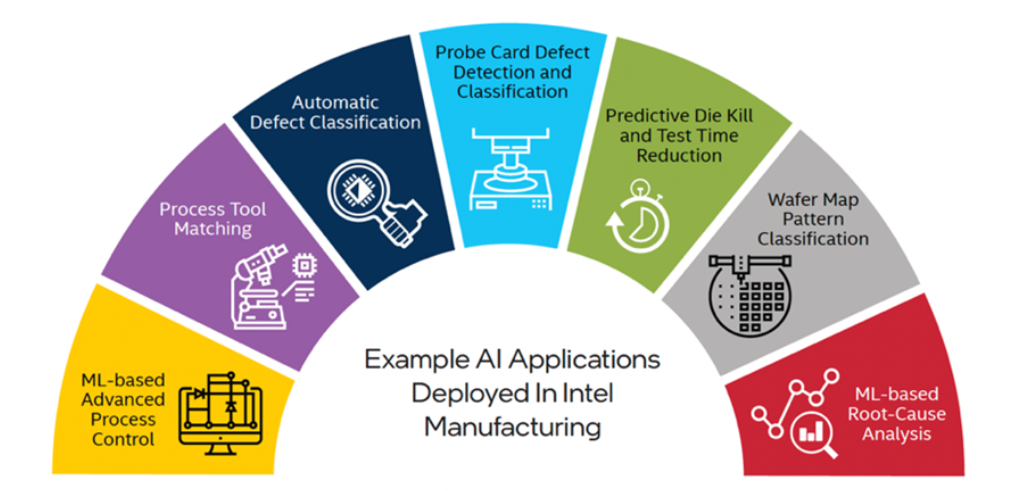 ML-based
Advanced
Process
Control
Process Tool
Matching
Automatic
Defect Classification
Probe Card Defect
Detection and
Classification
Predictive Die Kill
and Test Time
Reduction
Wafer Map
Pattern
Classification
ML-based
Root-Cause
Analysis
Example AI Applications
Deployed In Intel
Manufacturing